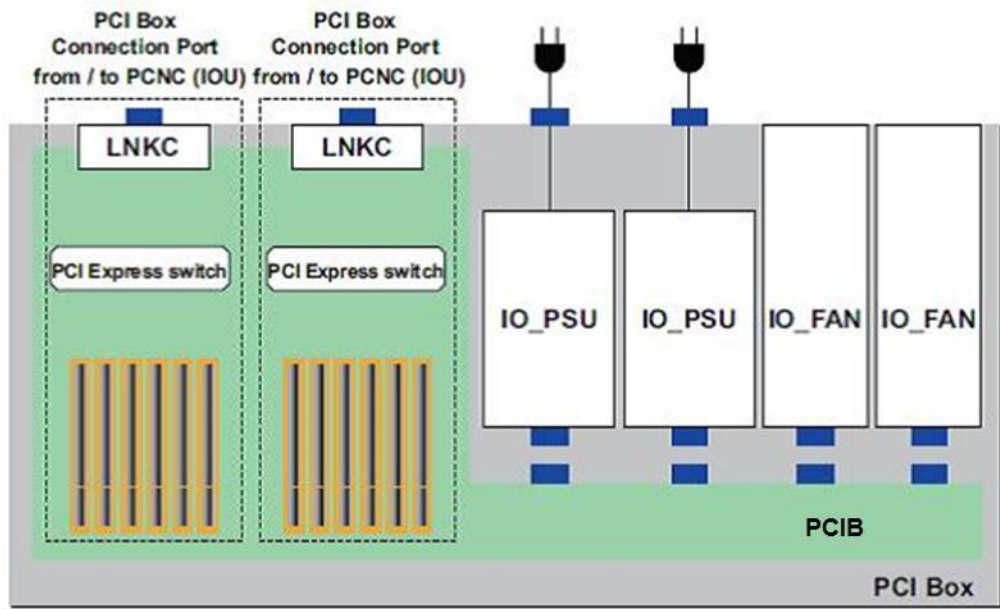 PCI Box
Connection Port
from / to PCNC (IOU)
PCI Box
Connection Port
from / to PCNC (IOU)
LNKC
LNKC
PCI Express switch
PCI Express switch
IO_PSU
IO_PSU
IO_FAN
IO_FAN
PCIB
PCI Box